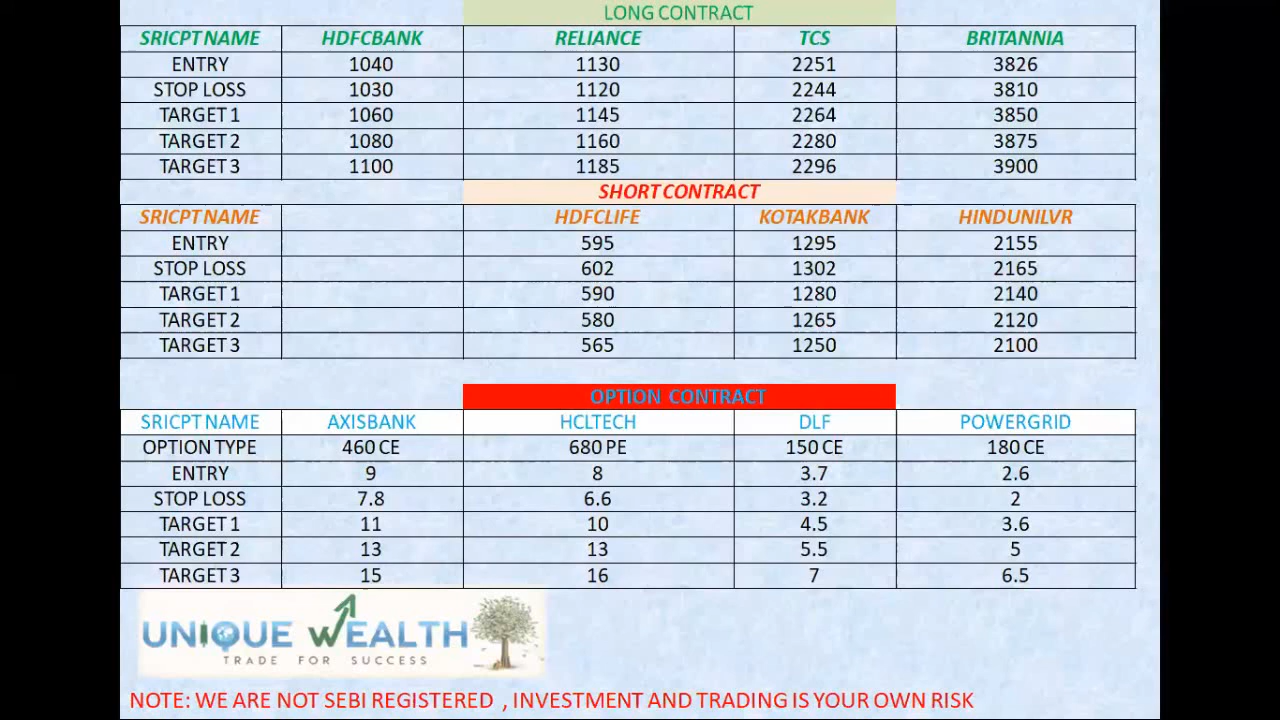 LONG CONTRACT
SRICPT NAME HDFCBANK RELIANCE TCS BRITANNIA
ENTRY 1040 1130 2251 3826
STOP LOSS 1030 1120 2244 3810
TARGET 1 1060 1145 2264 3850
TARGET 2 1080 1160 2280 3875
TARGET 3 1100 1185 2296 3900
SHORT CONTRACT
SRICPT NAME HDFCLIFE KOTAKBANK HINDUNILVR
ENTRY 595 1295 2155
STOP LOSS 602 1302 2165
TARGET 1 590 1280 2140
TARGET 2 580 1265 2120
TARGET 3 565 1250 2100
OPTION CONTRACT
SRICPT NAME AXISBANK HCLTECH DLF POWERGRID
OPTION TYPE 460 CE 680 PE 150 CE 180 CE
ENTRY 9 8 3.7 2.6
STOP LOSS 7.8 6.6 3.2 2
TARGET 1 11 10 4.5 3.6
TARGET 2 13 13 5.5 5
TARGET 3 15 16 7 6.5
UNIQUE WEALTH
TRADE FOR SUCCESS
NOTE: WE ARE NOT SEBI REGISTERED , INVESTMENT AND TRADING IS YOUR OWN RISK